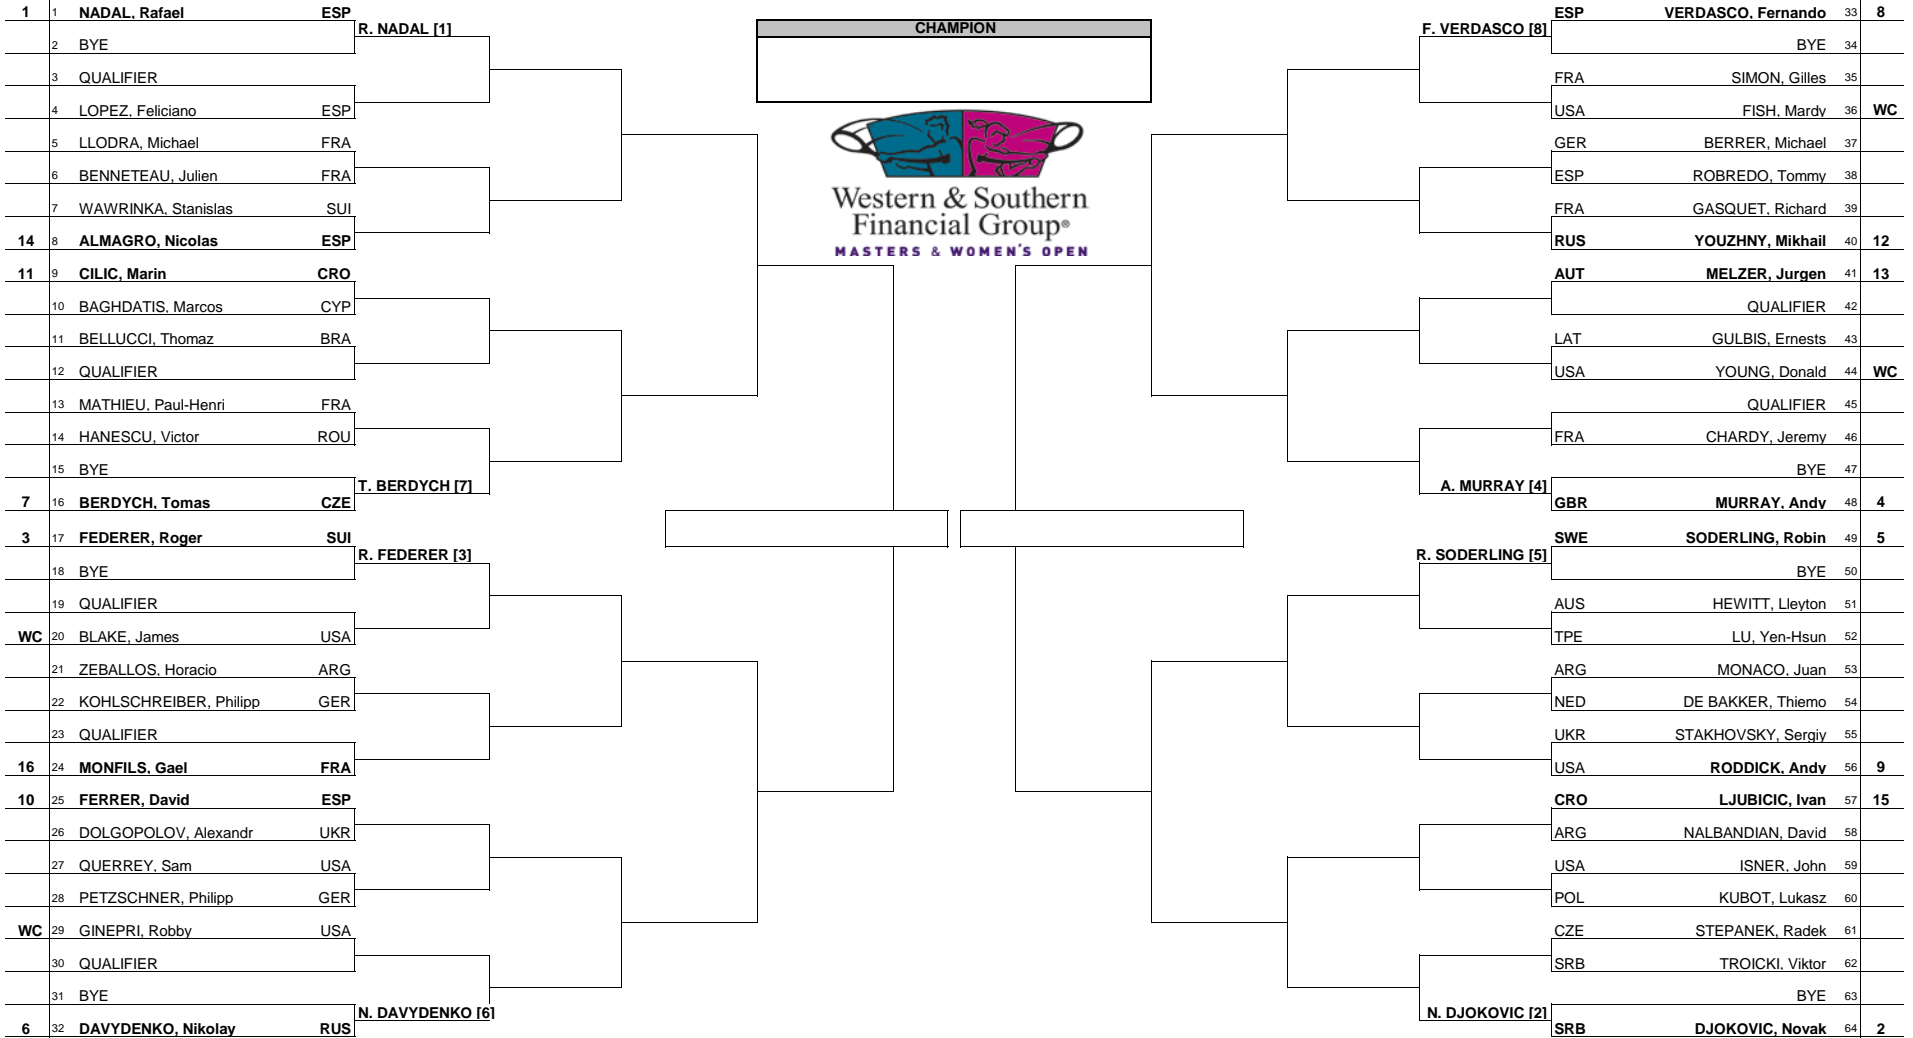 1 1 NADAL, Rafael ESP
R. NADAL [1]
2 BYE
3 QUALIFIER
4 LOPEZ, Feliciano ESP
5 LLODRA, Michael FRA
6 BENNETEAU, Julien FRA
7 WAWRINKA, Stanislas SUI
14 8 ALMAGRO, Nicolas ESP
11 9 CILIC, Marin CRO
10 BAGHDATIS, Marcos CYP
11 BELLUCCI, Thomaz BRA
12 QUALIFIER
13 MATHIEU, Paul-Henri FRA
14 HANESCU, Victor ROU
15 BYE
T. BERDYCH [7]
7 16 BERDYCH, Tomas CZE
3 17 FEDERER, Roger SUI
R. FEDERER [3]
18 BYE
19 QUALIFIER
WC 20 BLAKE, James USA
21 ZEBALLOS, Horacio ARG
22 KOHLSCHREIBER, Philipp GER
23 QUALIFIER
16 24 MONFILS, Gael FRA
10 25 FERRER, David ESP
26 DOLGOPOLOV, Alexandr UKR
27 QUERREY, Sam USA
28 PETZSCHNER, Philipp GER
WC 29 GINEPRI, Robby USA
30 QUALIFIER
31 BYE
N. DAVYDENKO [6]
6 32 DAVYDENKO, Nikolay RUS
CHAMPION
Western & Southern
Financial Group®
MASTERS & WOMEN'S OPEN
ESP VERDASCO, Fernando 33 8
F. VERDASCO [8]
BYE 34
FRA SIMON, Gilles 35
USA FISH, Mardy 36 WC
GER BERRER, Michael 37
ESP ROBREDO, Tommy 38
FRA GASQUET, Richard 39
RUS YOUZHNY, Mikhail 40 12
AUT MELZER, Jurgen 41 13
QUALIFIER 42
LAT GULBIS, Ernests 43
USA YOUNG, Donald 44 WC
QUALIFIER 45
FRA CHARDY, Jeremy 46
BYE 47
A. MURRAY [4]
GBR MURRAY, Andy 48 4
SWE SODERLING, Robin 49 5
R. SODERLING [5]
BYE 50
AUS HEWITT, Lleyton 51
TPE LU, Yen-Hsun 52
ARG MONACO, Juan 53
NED DE BAKKER, Thiemo 54
UKR STAKHOVSKY, Sergiy 55
USA RODDICK, Andy 56 9
CRO LJUBICIC, Ivan 57 15
ARG NALBANDIAN, David 58
USA ISNER, John 59
POL KUBOT, Lukasz 60
CZE STEPANEK, Radek 61
SRB TROICKI, Viktor 62
BYE 63
N. DJOKOVIC [2]
SRB DJOKOVIC, Novak 64 2